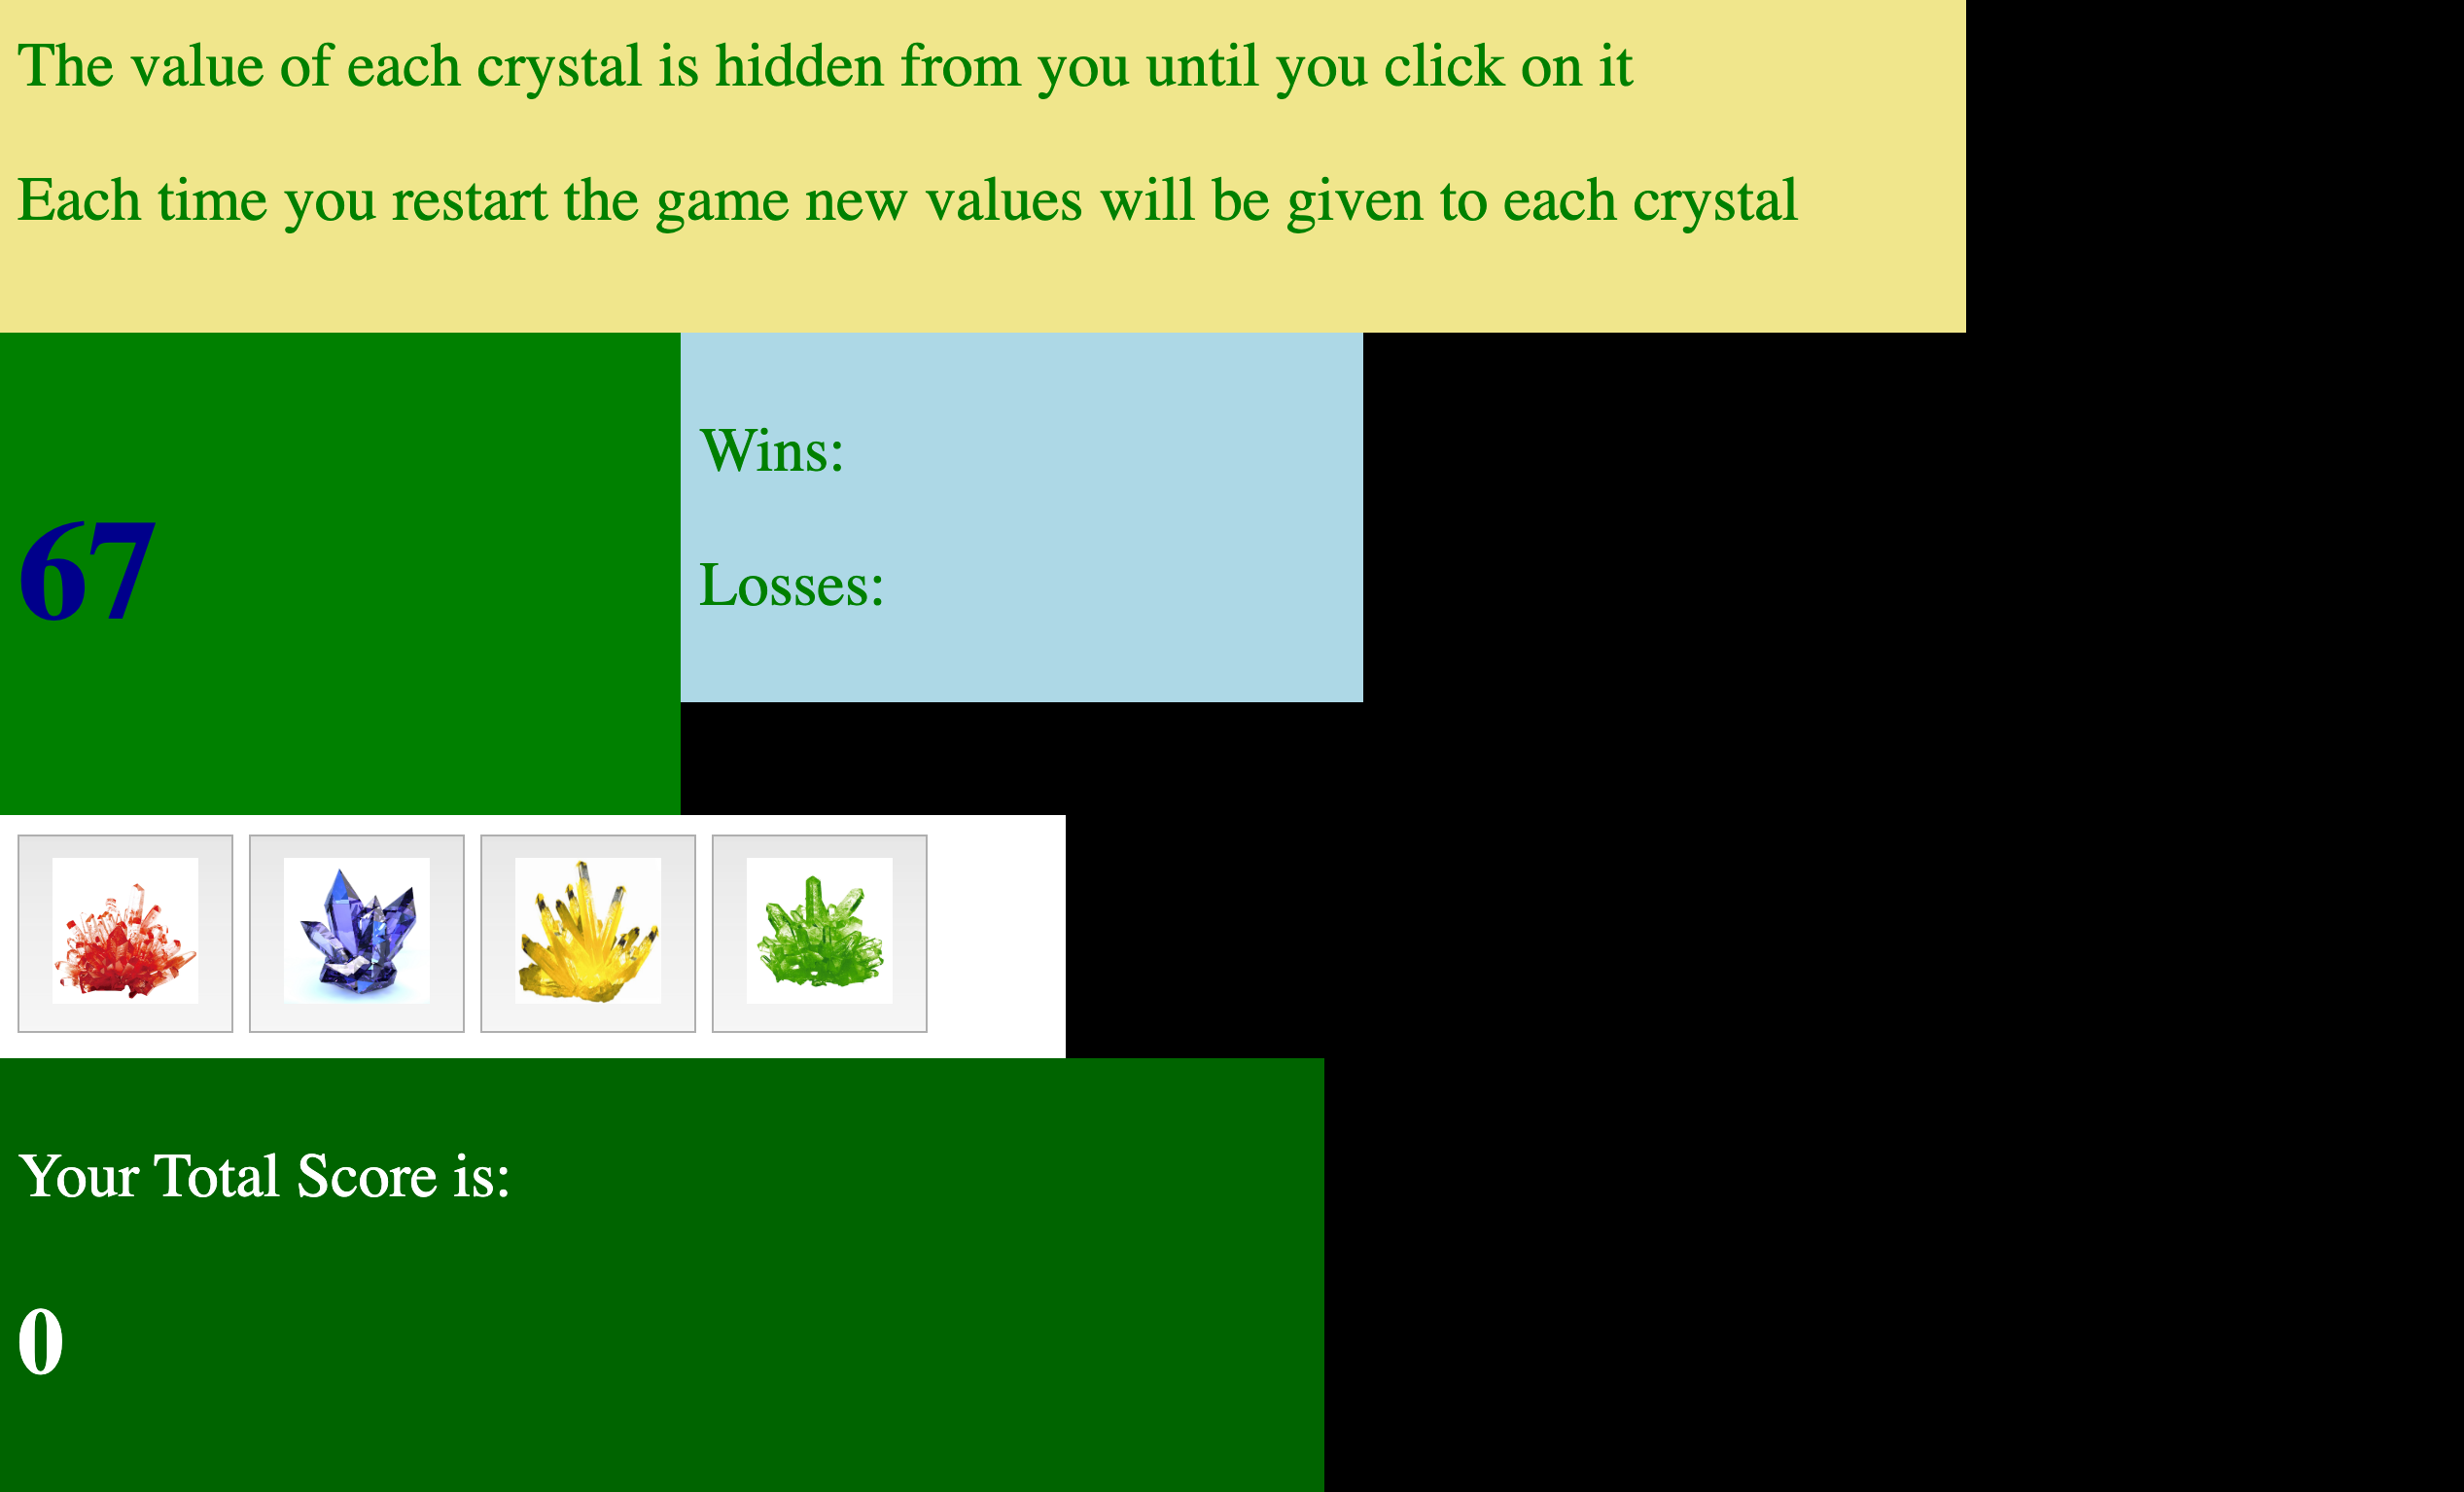 The value of each crystal is hidden from you until you click on it
Each time you restart the game new values will be given to each crystal
67
Wins:
Losses:
Your Total Score is:
0